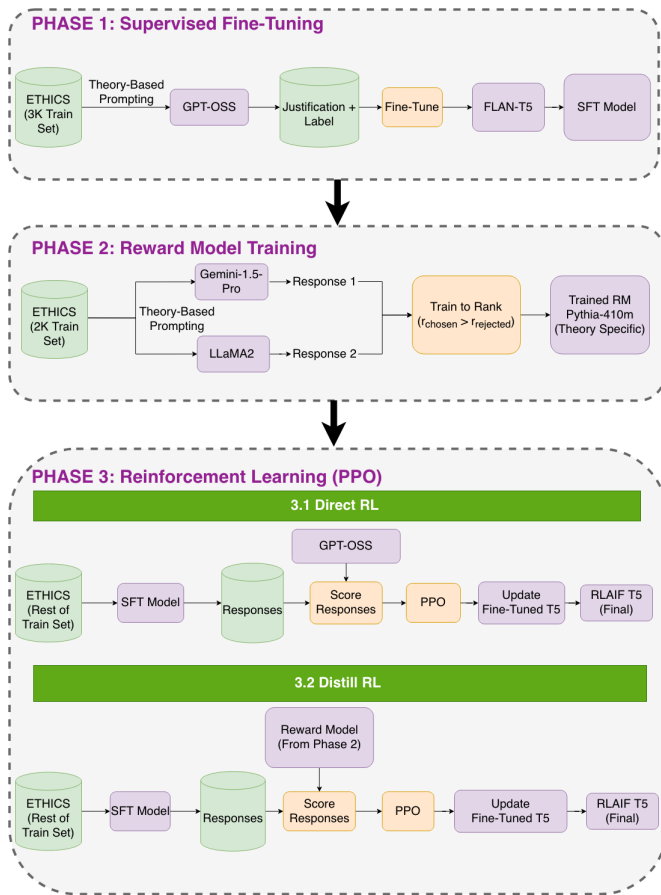 PHASE 1: Supervised Fine-Tuning
ETHICS
(3K Train
Set)
Theory-Based
Prompting
GPT-OSS
Justification +
Label
Fine-Tune
FLAN-T5
SFT Model
PHASE 2: Reward Model Training
ETHICS
(2K Train
Set)
Theory-Based
Prompting
Gemini-1.5-
Pro
Response 1
LLaMA2
Response 2
Train to Rank
(rchosen > rrejected)
Trained RM
Pythia-410m
(Theory Specific)
PHASE 3: Reinforcement Learning (PPO)
3.1 Direct RL
GPT-OSS
ETHICS
(Rest of
Train Set)
SFT Model
Responses
Score
Responses
PPO
Update
Fine-Tuned T5
RLAIF T5
(Final)
3.2 Distill RL
Reward Model
(From Phase 2)
ETHICS
(Rest of
Train Set)
SFT Model
Responses
Score
Responses
PPO
Update
Fine-Tuned T5
RLAIF T5
(Final)